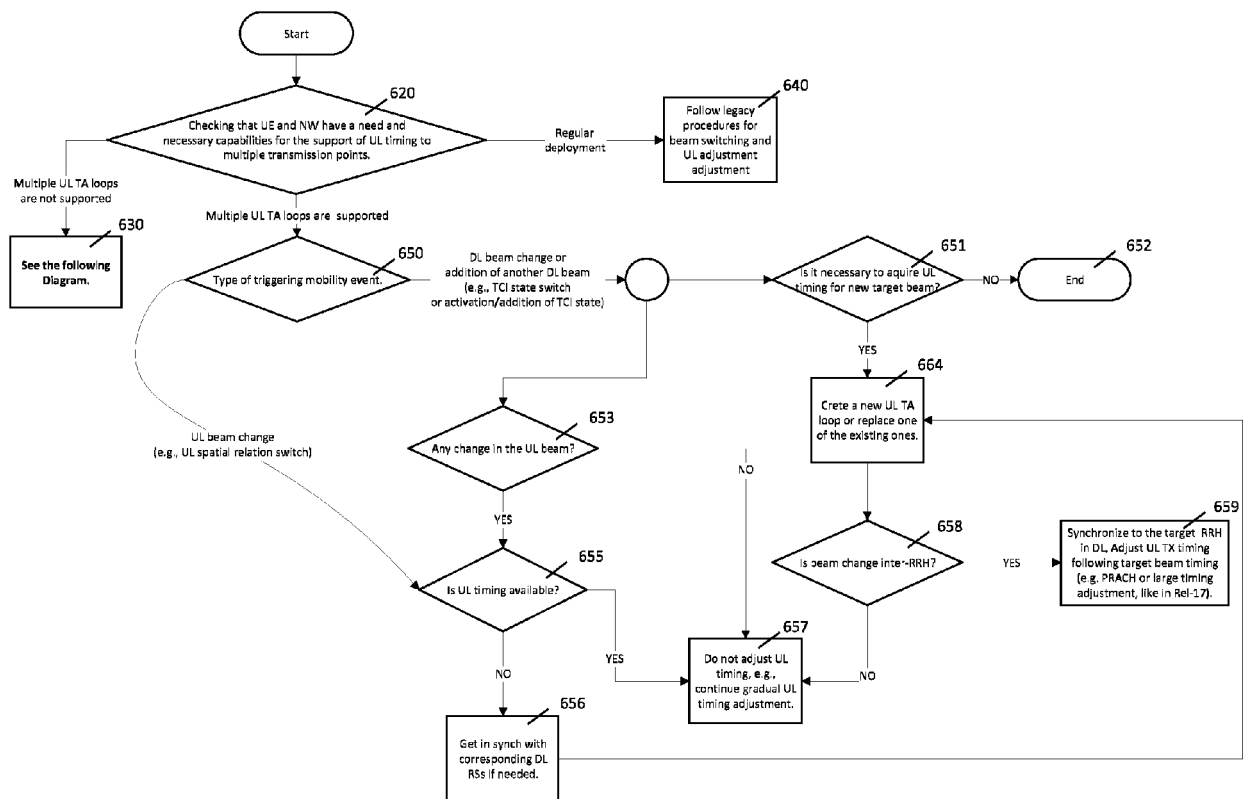 Start
620
Checking that UE and NW have a need and
necessary capabilities for the support of UL timing to
multiple transmission points.
Regular
deployment
640
Follow legacy
procedures for
beam switching and
UL adjustment
adjustment
Multiple UL TA loops
are not supported
Multiple UL TA loops are supported
630
See the following
Diagram.
650
Type of triggering mobility event.
DL beam change or
addition of another DL beam
(e.g., TCI state switch
or activation/addition of TCI state)
651
Is it necessary to aquire UL
timing for new target beam?
NO
652
End
YES
664
Crete a new UL TA
loop or replace one
of the existing ones.
653
Any change in the UL beam?
NO
UL beam change
(e.g., UL spatial relation switch)
YES
658
Is beam change inter-RRH?
YES
659
Synchronize to the target RRH
in DL, Adjust UL TX timing
following target beam timing
(e.g. PRACH or large timing
adjustment, like in Rel-17).
655
Is UL timing available?
YES
NO
657
Do not adjust UL
timing, e.g.,
continue gradual UL
timing adjustment.
NO
656
Get in synch with
corresponding DL
RSs if needed.